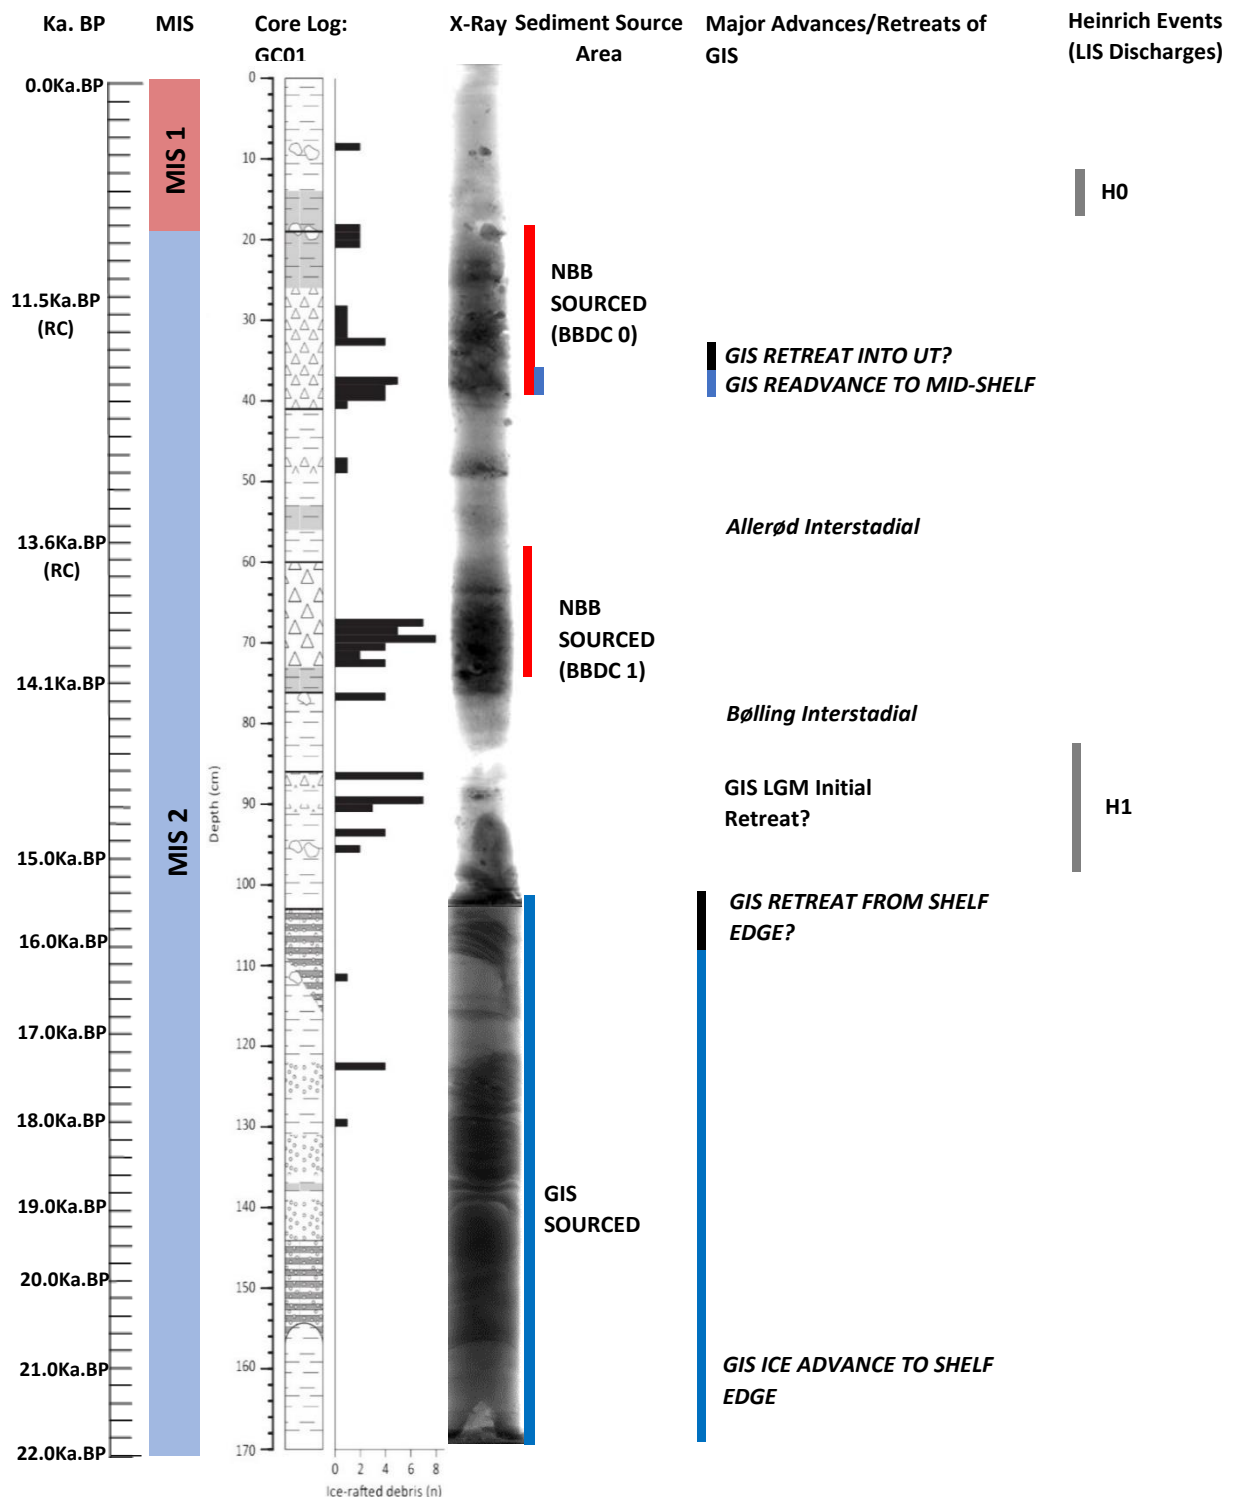 Ka. BP
MIS
Core Log:
GC01
X-Ray
Sediment Source
Area
Major Advances/Retreats of
GIS
Heinrich Events
(LIS Discharges)
0.0Ka.BP
11.5Ka.BP
(RC)
13.6Ka.BP
(RC)
14.1Ka.BP
15.0Ka.BP
16.0Ka.BP
17.0Ka.BP
18.0Ka.BP
19.0Ka.BP
20.0Ka.BP
21.0Ka.BP
22.0Ka.BP
MIS 1
MIS 2
Depth (cm)
0
10
20
30
40
50
60
70
80
90
100
110
120
130
140
150
160
170
0 2 4 6 8
Ice-rafted debris (n)
NBB
SOURCED
(BBDC 0)
NBB
SOURCED
(BBDC 1)
GIS
SOURCED
GIS RETREAT INTO UT?
GIS READVANCE TO MID-SHELF
Allerød Interstadial
Bølling Interstadial
GIS LGM Initial
Retreat?
GIS RETREAT FROM SHELF
EDGE?
GIS ICE ADVANCE TO SHELF
EDGE
H0
H1